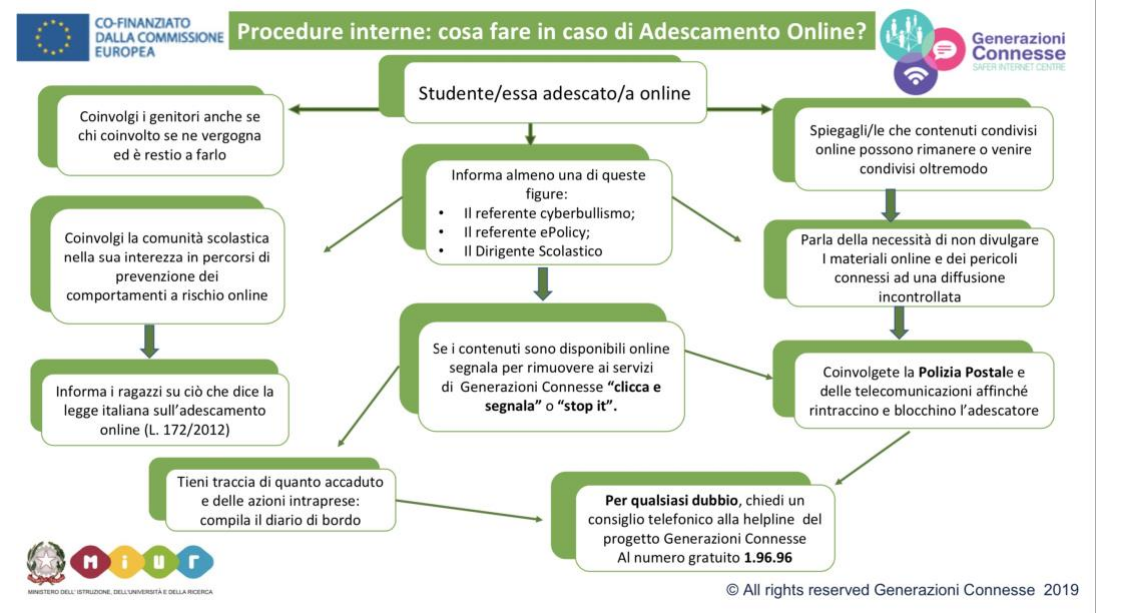 CO-FINANZIATO
DALLA COMMISSIONE
EUROPEA
Procedure interne: cosa fare in caso di Adescamento Online?
Generazioni
Connesse
SAFER INTERNET CENTRE
Studente/essa adescato/a online
Coinvolgi i genitori anche se
chi coinvolto se ne vergogna
ed è restio a farlo
Spiegagli/le che contenuti condivisi
online possono rimanere o venire
condivisi oltremodo
Informa almeno una di queste
figure:
• Il referente cyberbullismo;
• Il referente ePolicy;
• Il Dirigente Scolastico
Coinvolgi la comunità scolastica
nella sua interezza in percorsi di
prevenzione dei
comportamenti a rischio online
Parla della necessità di non divulgare
I materiali online e dei pericoli
connessi ad una diffusione
incontrollata
Se i contenuti sono disponibili online
segnala per rimuovere ai servizi
di Generazioni Connesse “clicca e
segnala” o “stop it”.
Informa i ragazzi su ciò che dice la
legge italiana sull’adescamento
online (L. 172/2012)
Coinvolgete la Polizia Postale e
delle telecomunicazioni affinché
rintraccino e blocchino l’adescatore
Tieni traccia di quanto accaduto
e delle azioni intraprese:
compila il diario di bordo
Per qualsiasi dubbio, chiedi un
consiglio telefonico alla helpline del
progetto Generazioni Connesse
Al numero gratuito 1.96.96
Miur
MINISTERO DELL' ISTRUZIONE, DELL'UNIVERSITÀ E DELLA RICERCA
© All rights reserved Generazioni Connesse 2019